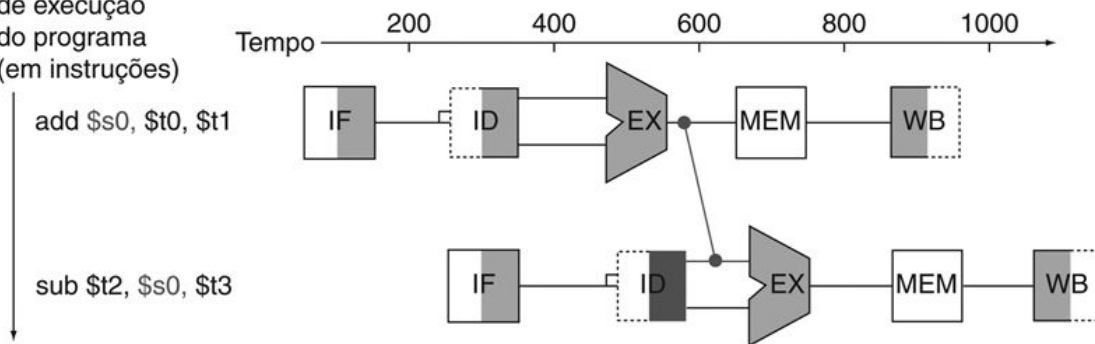 de execução
do programa
(em instruções)
Tempo
200 400 600 800 1000
add $s0, $t0, $t1
IF ID EX MEM WB
sub $t2, $s0, $t3
IF ID EX MEM WB